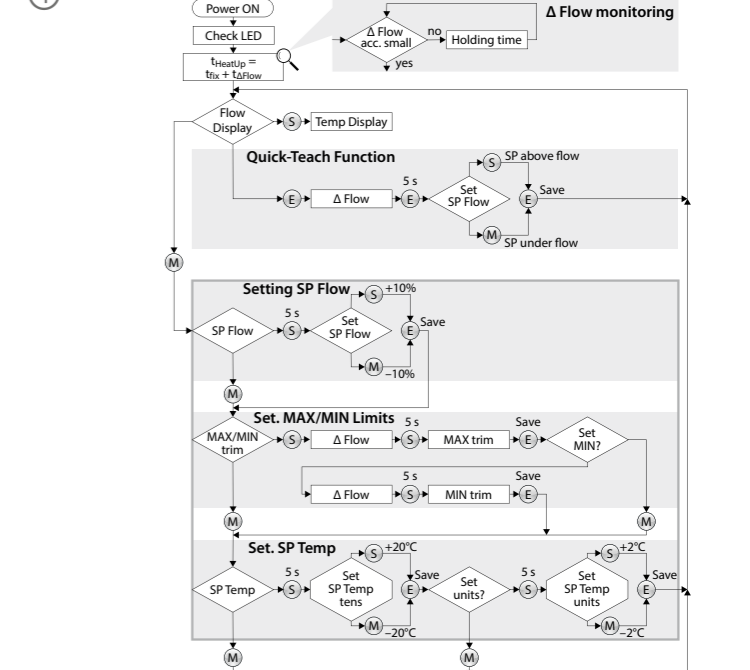 1
Power ON
Check LED
tHeatUp =
tfix + tΔFlow
Δ Flow monitoring
Δ Flow
acc. small
no
Holding time
yes
Flow
Display
S
Temp Display
Quick-Teach Function
E
Δ Flow
5 s
E
Set
SP Flow
S
SP above flow
E
Save
M
SP under flow
M
Setting SP Flow
SP Flow
5 s
S
Set
SP Flow
S
+10%
E
Save
M
–10%
M
Set. MAX/MIN Limits
MAX/MIN
trim
S
Δ Flow
5 s
S
MAX trim
Save
E
Set
MIN?
Δ Flow
5 s
S
MIN trim
Save
E
M
M
Set. SP Temp
SP Temp
5 s
S
Set
SP Temp
tens
S
+20°C
E
Save
M
–20°C
Set
units?
5 s
S
Set
SP Temp
units
S
+2°C
E
Save
M
–2°C
M
M